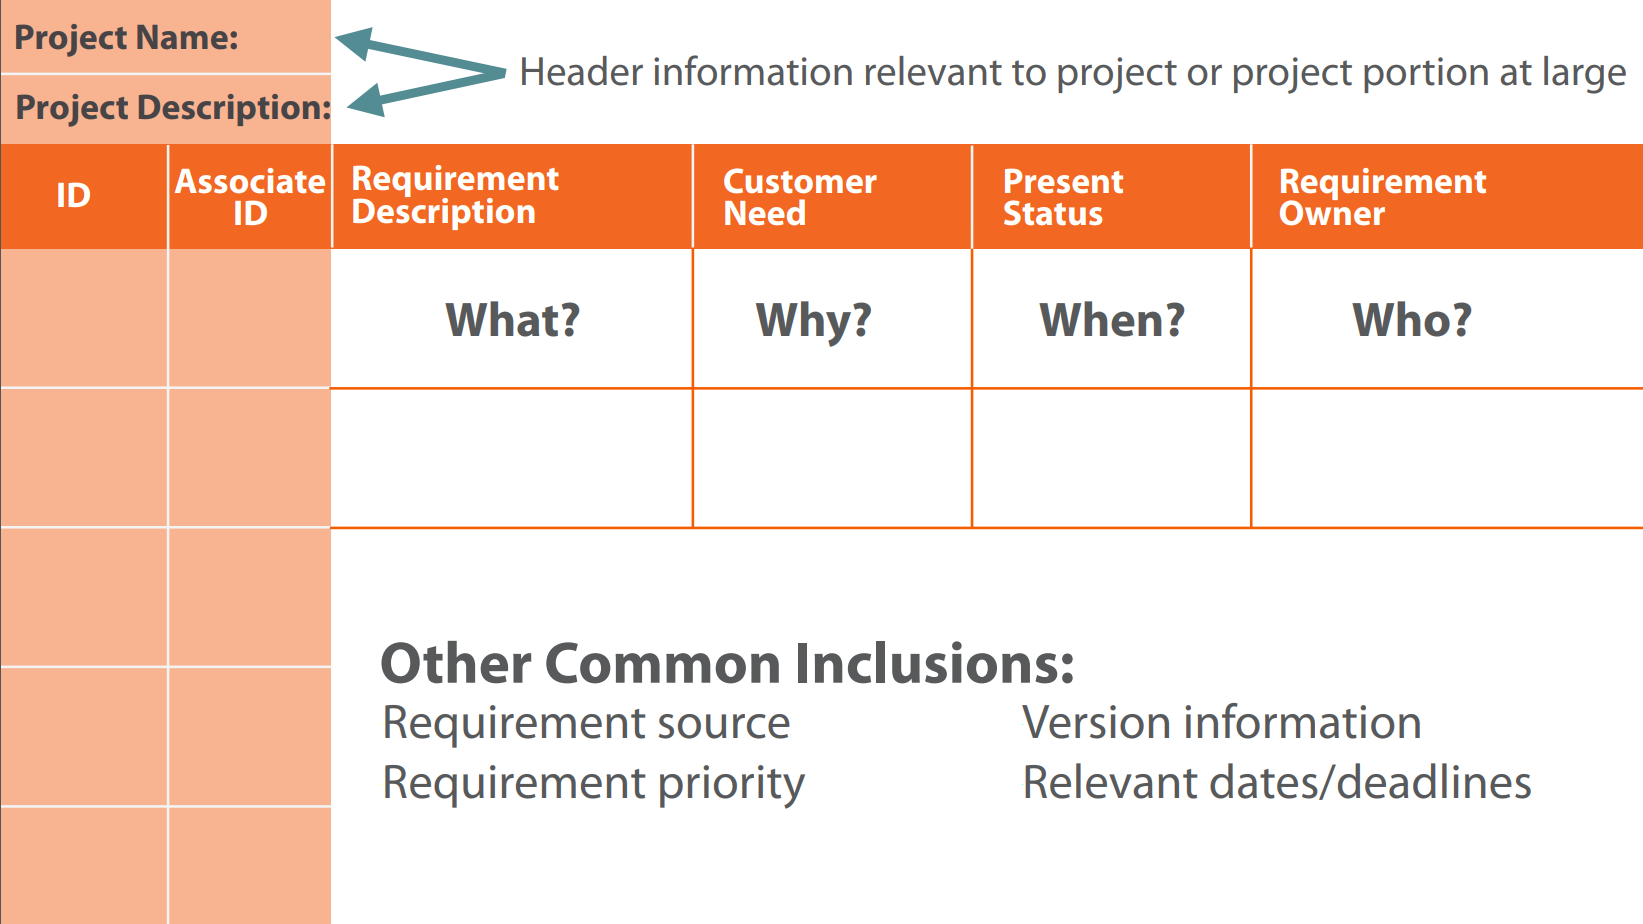 Project Name:
Header information relevant to project or project portion at large
Project Description:
ID
Associate
ID
Requirement
Description
Customer
Need
Present
Status
Requirement
Owner
What?
Why?
When?
Who?
Other Common Inclusions:
Requirement source
Version information
Requirement priority
Relevant dates/deadlines